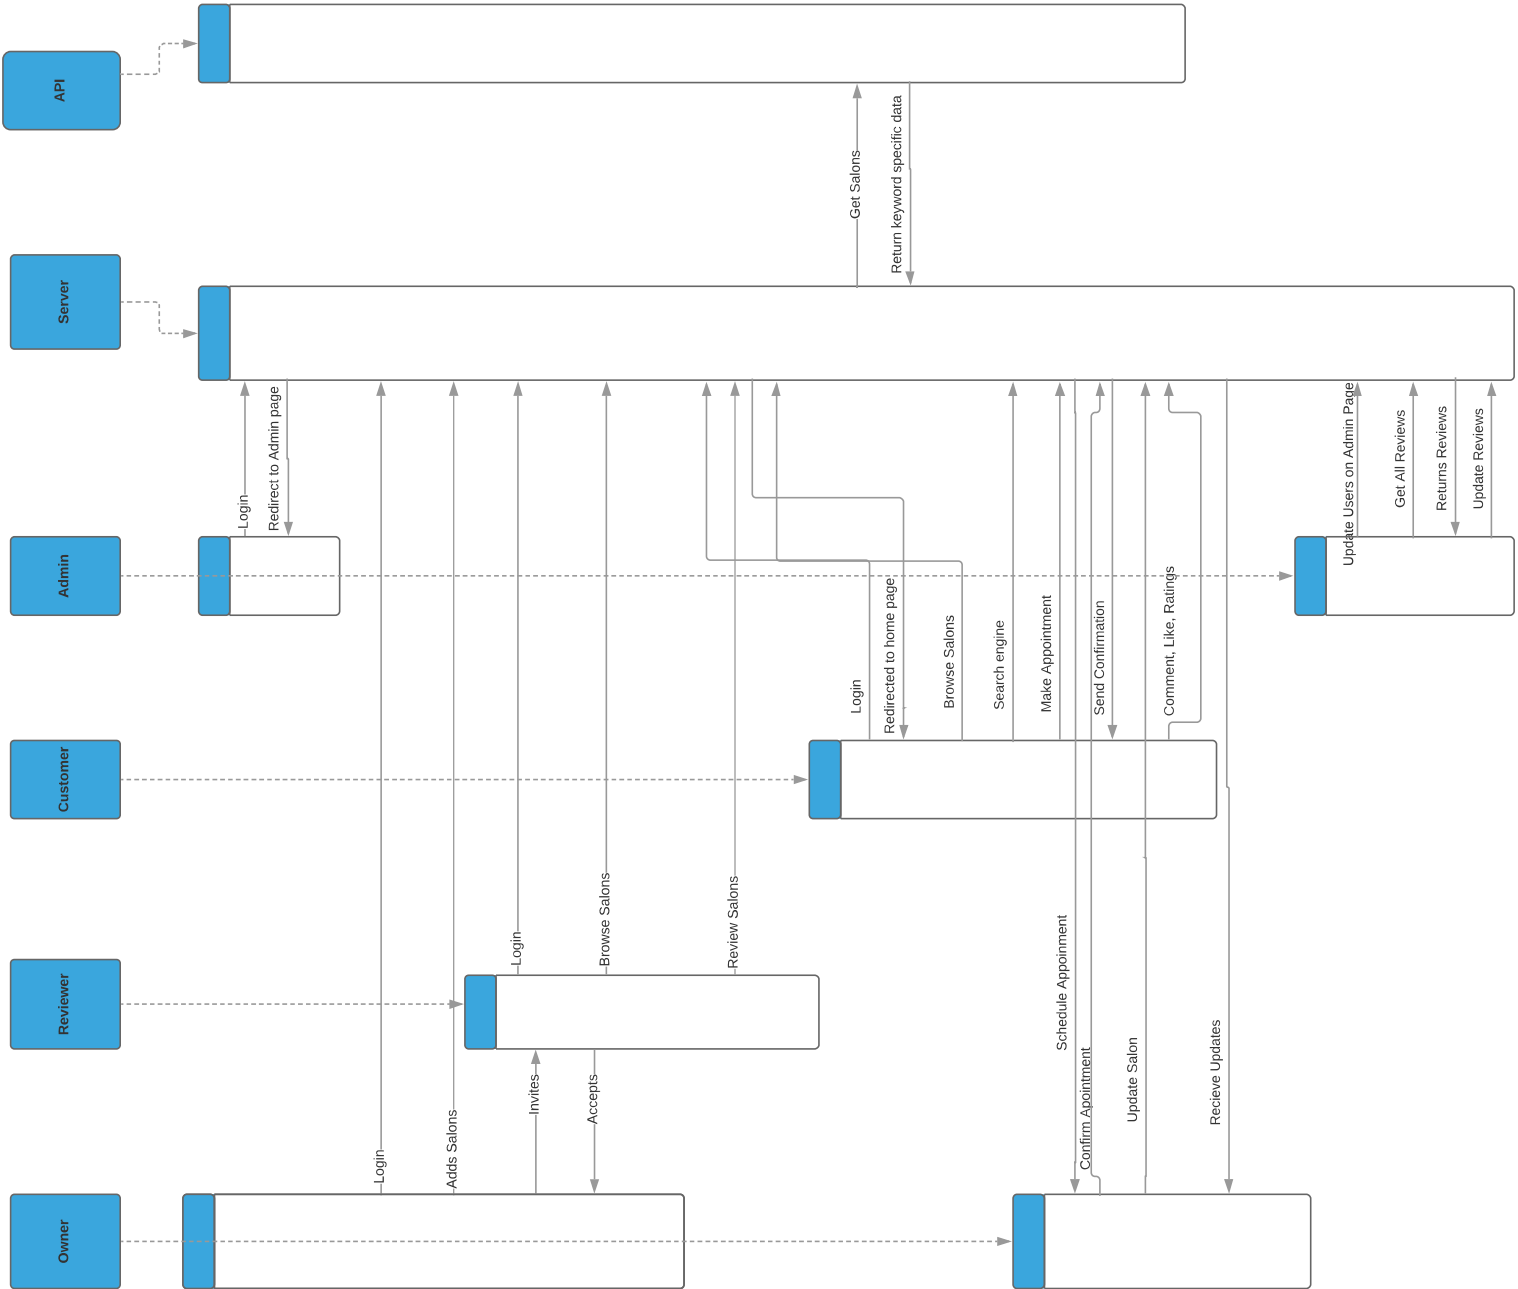 API
Get Salons
Return keyword specific data
Server
Login
Redirect to Admin page
Update Users on Admin Page
Get All Reviews
Returns Reviews
Update Reviews
Admin
Login
Redirected to home page
Browse Salons
Search engine
Make Appointment
Send Confirmation
Comment, Like, Ratings
Customer
Login
Browse Salons
Review Salons
Reviewer
Login
Adds Salons
Invites
Accepts
Schedule Appoinment
Confirm Apointment
Update Salon
Recieve Updates
Owner